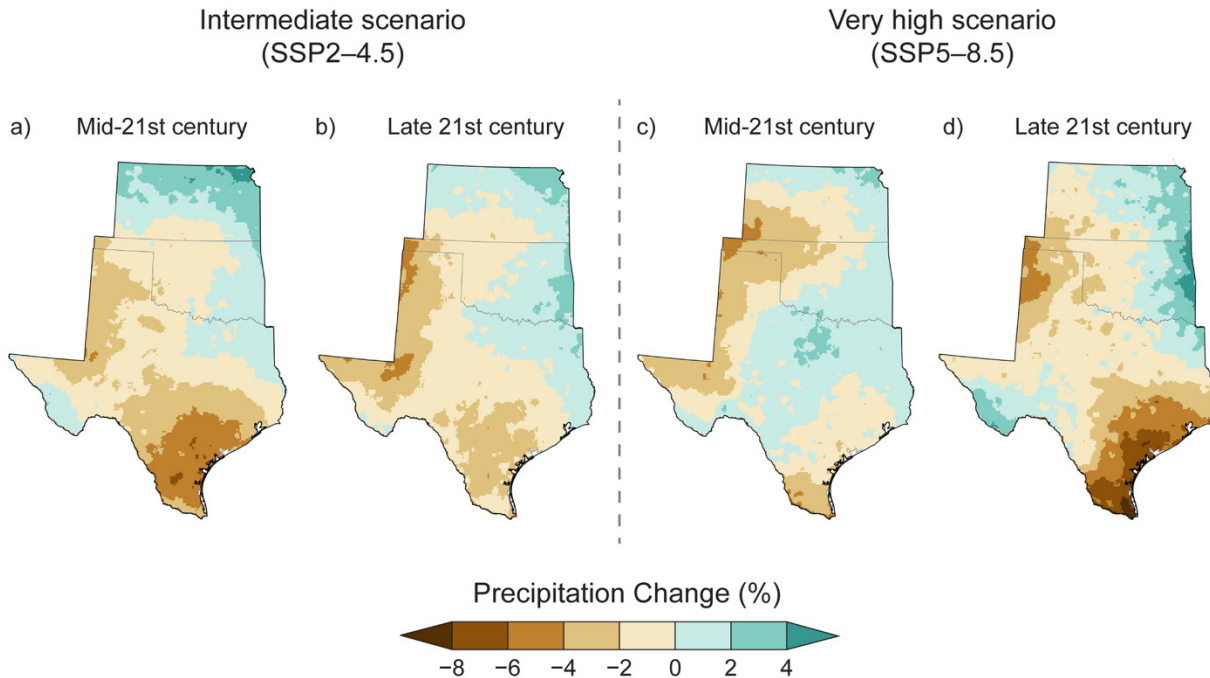 Intermediate scenario
(SSP2–4.5)
Very high scenario
(SSP5–8.5)
a) Mid-21st century
b) Late 21st century
c) Mid-21st century
d) Late 21st century
Precipitation Change (%)
−8 −6 −4 −2 0 2 4